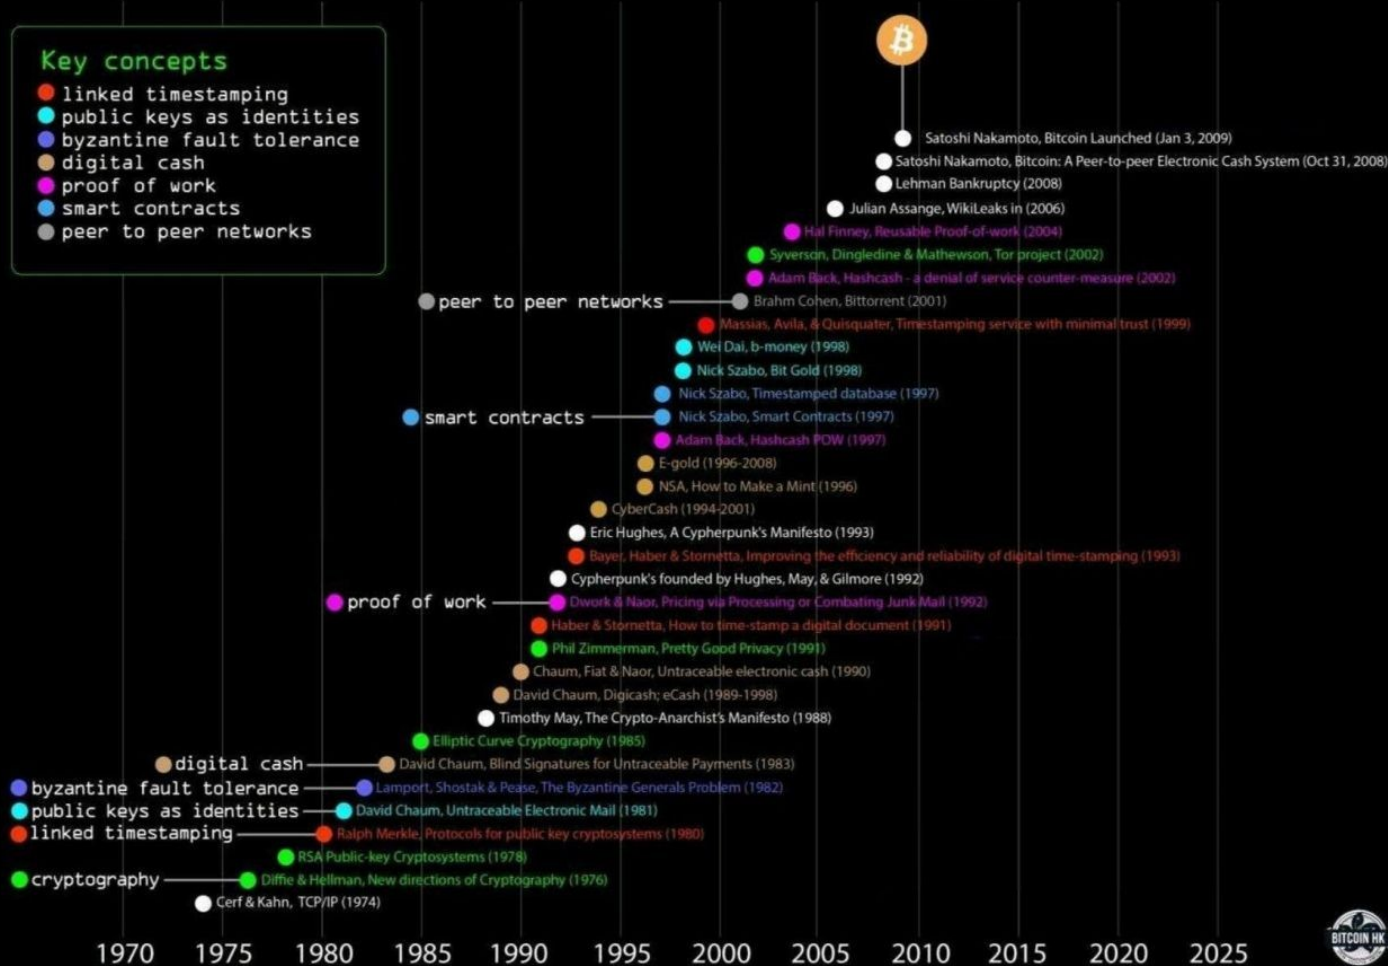 Key concepts
linked timestamping
public keys as identities
byzantine fault tolerance
digital cash
proof of work
smart contracts
peer to peer networks
Satoshi Nakamoto, Bitcoin Launched (Jan 3, 2009)
Satoshi Nakamoto, Bitcoin: A Peer-to-peer Electronic Cash System (Oct 31, 2008)
Lehman Bankruptcy (2008)
Julian Assange, WikiLeaks in (2006)
Hal Finney, Reusable Proof-of-work (2004)
Syverson, Dingledine & Mathewson, Tor project (2002)
Adam Back, Hashcash - a denial of service counter-measure (2002)
peer to peer networks Brahm Cohen, Bittorrent (2001)
Massias, Avila, & Quisquater, Timestamping service with minimal trust (1999)
Wei Dai, b-money (1998)
Nick Szabo, Bit Gold (1998)
Nick Szabo, Timestamped database (1997)
smart contracts Nick Szabo, Smart Contracts (1997)
Adam Back, Hashcash POW (1997)
E-gold (1996-2008)
NSA, How to Make a Mint (1996)
CyberCash (1994-2001)
Eric Hughes, A Cypherpunk's Manifesto (1993)
Bayer, Haber & Stornetta, Improving the efficiency and reliability of digital time-stamping (1993)
Cypherpunk's founded by Hughes, May, & Gilmore (1992)
proof of work Dwork & Naor, Pricing via Processing or Combating Junk Mail (1992)
Haber & Stornetta, How to time-stamp a digital document (1991)
Phil Zimmerman, Pretty Good Privacy (1991)
Chaum, Fiat & Naor, Untraceable electronic cash (1990)
David Chaum, Digicash; eCash (1989-1998)
Timothy May, The Crypto-Anarchist's Manifesto (1988)
Elliptic Curve Cryptography (1985)
digital cash David Chaum, Blind Signatures for Untraceable Payments (1983)
byzantine fault tolerance Lamport, Shostak & Pease, The Byzantine Generals Problem (1982)
public keys as identities David Chaum, Untraceable Electronic Mail (1981)
linked timestamping Ralph Merkle, Protocols for public key cryptosystems (1980)
RSA Public-key Cryptosystems (1978)
cryptography Diffie & Hellman, New directions of Cryptography (1976)
Cerf & Kahn, TCP/IP (1974)
1970 1975 1980 1985 1990 1995 2000 2005 2010 2015 2020 2025
BITCOIN HK